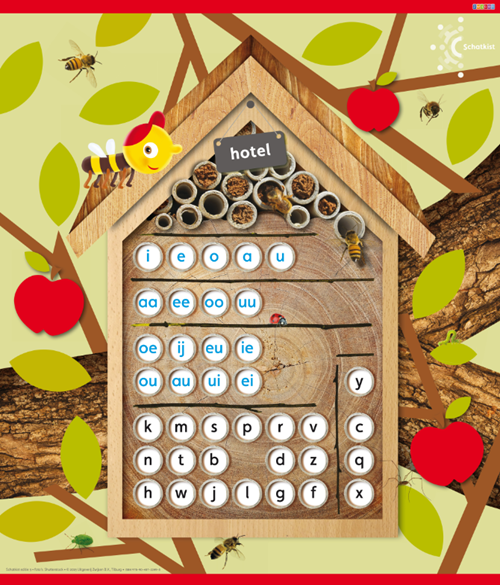 Schatkist
hotel
i e o a u
aa ee oo uu
oe ij eu ie
ou au ui ei y
k m s p r v c
n t b d z q
h w j l g f x